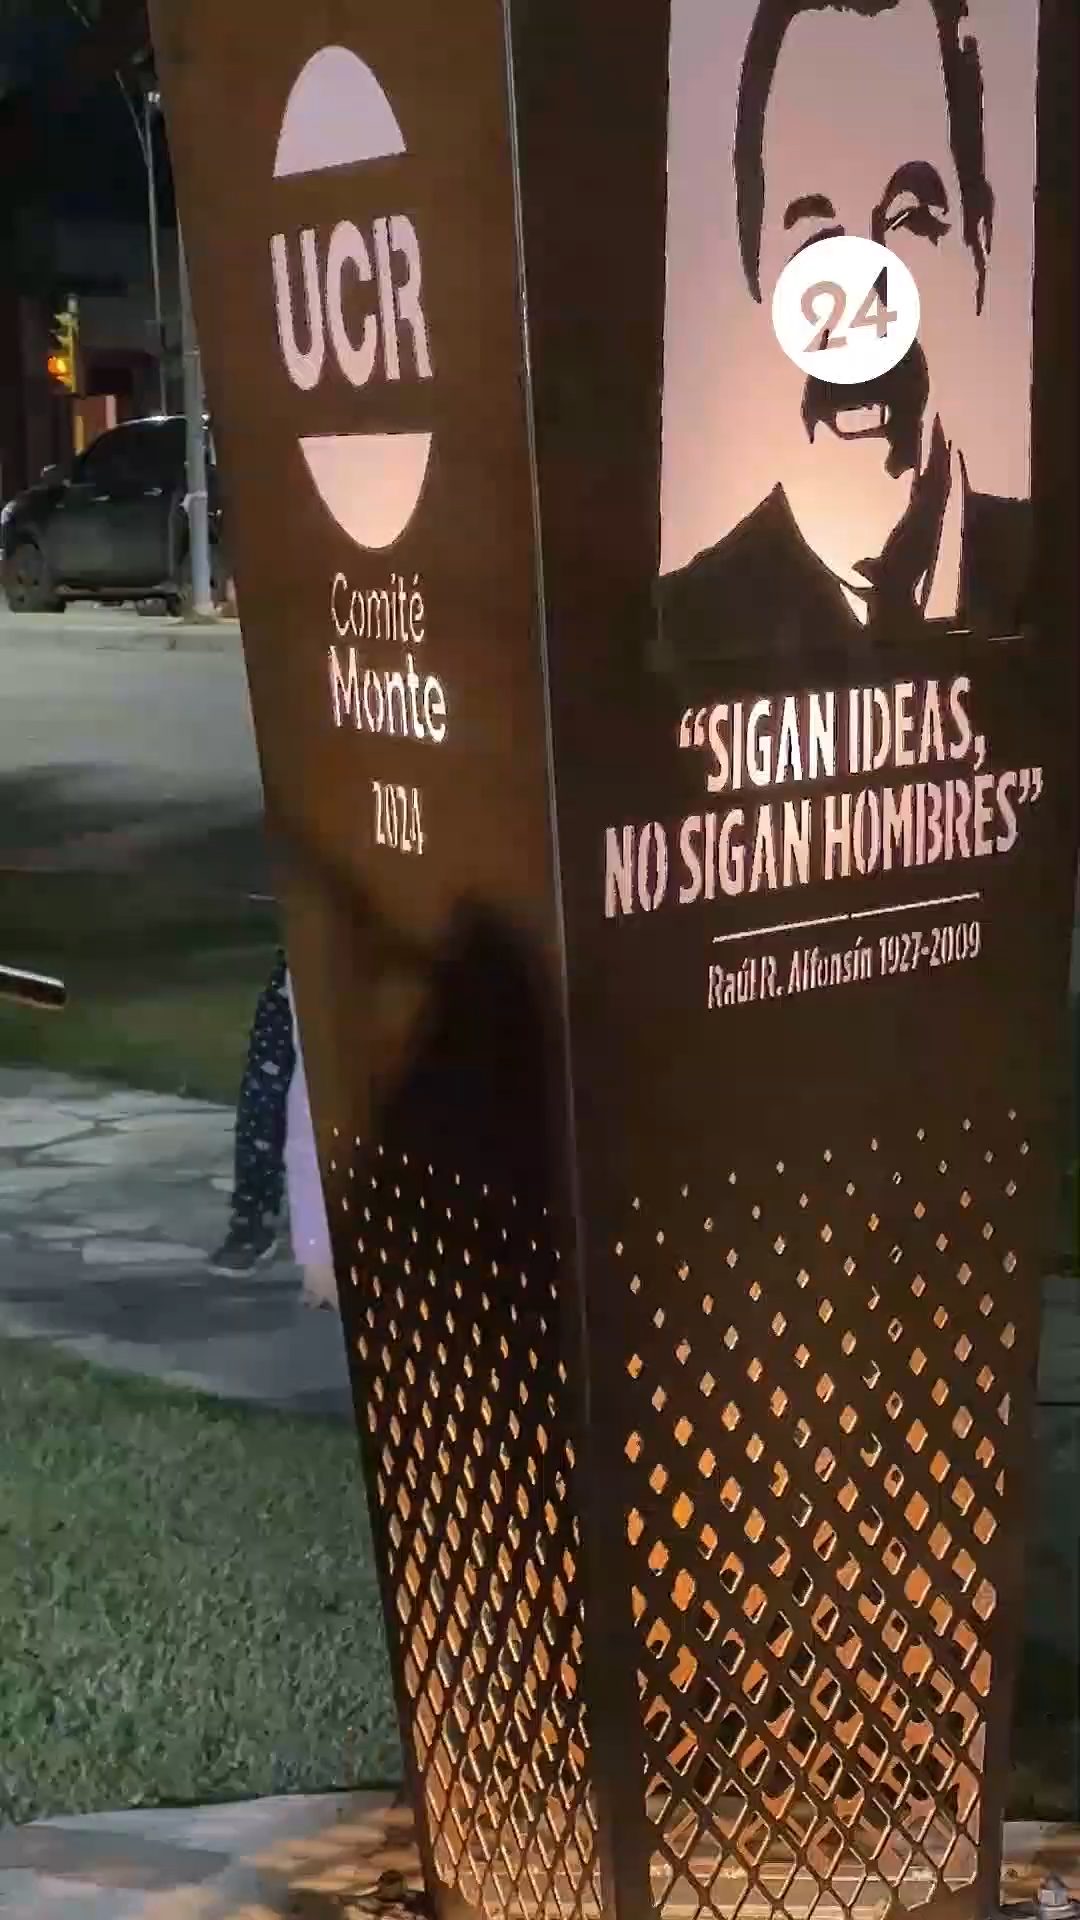 UCR
Comité
Monte
2024
24
“SIGAN IDEAS,
NO SIGAN HOMBRES”
Raúl R. Alfonsín 1927-2009